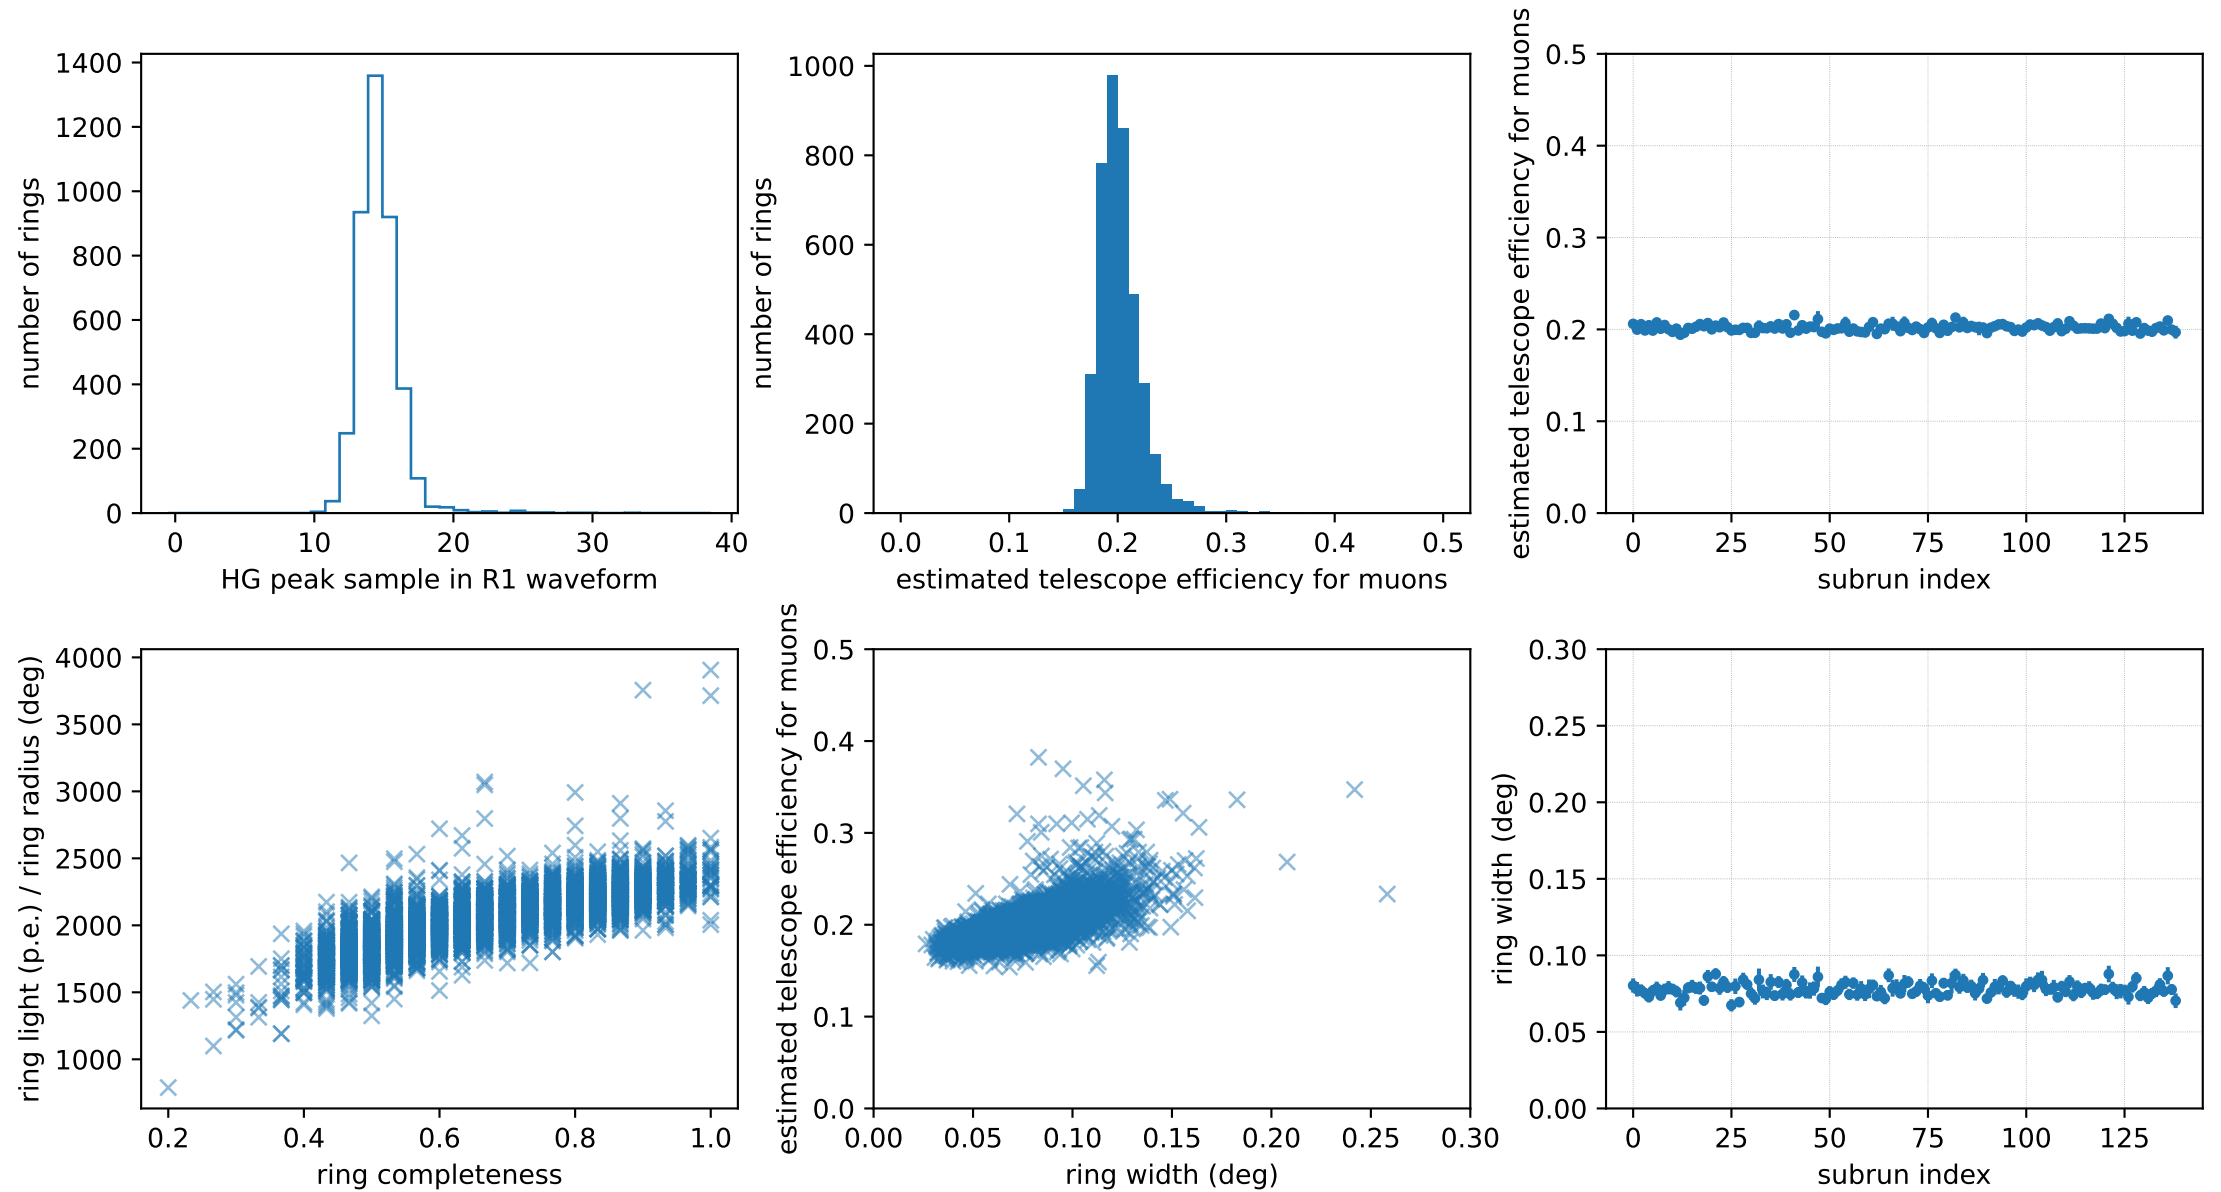 1400
1200
1000
800
600
400
200
0
number of rings
0 10 20 30 40
HG peak sample in R1 waveform
1000
800
600
400
200
0
number of rings
0.0 0.1 0.2 0.3 0.4 0.5
estimated telescope efficiency for muons
0.5
0.4
0.3
0.2
0.1
0.0
estimated telescope efficiency for muons
0 25 50 75 100 125
subrun index
4000
3500
3000
2500
2000
1500
1000
ring light (p.e.) / ring radius (deg)
0.2 0.4 0.6 0.8 1.0
ring completeness
0.5
0.4
0.3
0.2
0.1
0.0
estimated telescope efficiency for muons
0.00 0.05 0.10 0.15 0.20 0.25 0.30
ring width (deg)
0.30
0.25
0.20
0.15
0.10
0.05
0.00
ring width (deg)
0 25 50 75 100 125
subrun index